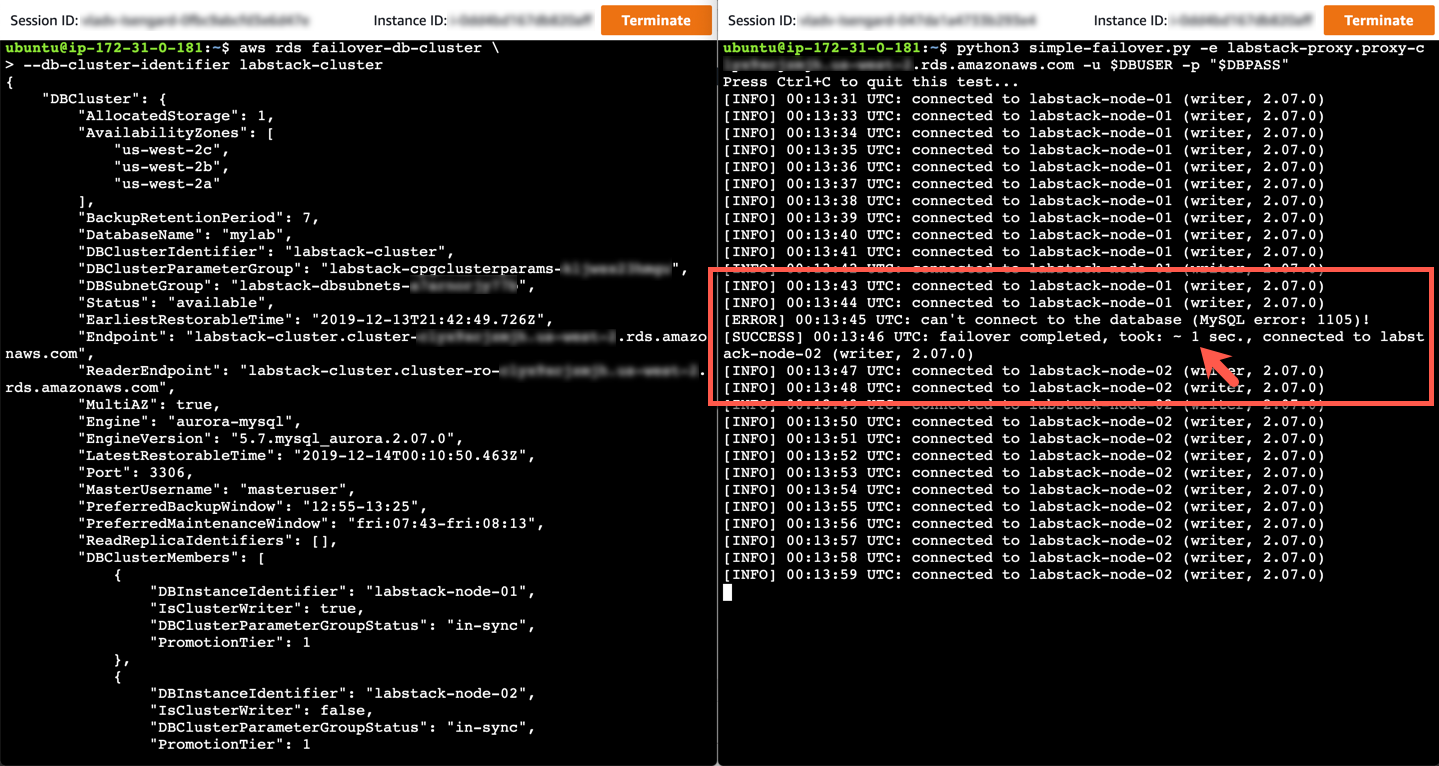 Session ID:
Instance ID:
Terminate
ubuntu@ip-172-31-0-181:~$ aws rds failover-db-cluster \
> --db-cluster-identifier labstack-cluster
{
    "DBCluster": {
        "AllocatedStorage": 1,
        "AvailabilityZones": [
            "us-west-2c",
            "us-west-2b",
            "us-west-2a"
        ],
        "BackupRetentionPeriod": 7,
        "DatabaseName": "mylab",
        "DBClusterIdentifier": "labstack-cluster",
        "DBClusterParameterGroup": "labstack-cpgclusterparams-",
        "DBSubnetGroup": "labstack-dbsubnets-",
        "Status": "available",
        "EarliestRestorableTime": "2019-12-13T21:42:49.726Z",
        "Endpoint": "labstack-cluster.cluster-.rds.amazo
naws.com",
        "ReaderEndpoint": "labstack-cluster.cluster-ro-.
rds.amazonaws.com",
        "MultiAZ": true,
        "Engine": "aurora-mysql",
        "EngineVersion": "5.7.mysql_aurora.2.07.0",
        "LatestRestorableTime": "2019-12-14T00:10:50.463Z",
        "Port": 3306,
        "MasterUsername": "masteruser",
        "PreferredBackupWindow": "12:55-13:25",
        "PreferredMaintenanceWindow": "fri:07:43-fri:08:13",
        "ReadReplicaIdentifiers": [],
        "DBClusterMembers": [
            {
                "DBInstanceIdentifier": "labstack-node-01",
                "IsClusterWriter": true,
                "DBClusterParameterGroupStatus": "in-sync",
                "PromotionTier": 1
            },
            {
                "DBInstanceIdentifier": "labstack-node-02",
                "IsClusterWriter": false,
                "DBClusterParameterGroupStatus": "in-sync",
                "PromotionTier": 1
Session ID:
Instance ID:
Terminate
ubuntu@ip-172-31-0-181:~$ python3 simple-failover.py -e labstack-proxy.proxy-c
.rds.amazonaws.com -u $DBUSER -p "$DBPASS"
Press Ctrl+C to quit this test...
[INFO] 00:13:31 UTC: connected to labstack-node-01 (writer, 2.07.0)
[INFO] 00:13:33 UTC: connected to labstack-node-01 (writer, 2.07.0)
[INFO] 00:13:34 UTC: connected to labstack-node-01 (writer, 2.07.0)
[INFO] 00:13:35 UTC: connected to labstack-node-01 (writer, 2.07.0)
[INFO] 00:13:36 UTC: connected to labstack-node-01 (writer, 2.07.0)
[INFO] 00:13:37 UTC: connected to labstack-node-01 (writer, 2.07.0)
[INFO] 00:13:38 UTC: connected to labstack-node-01 (writer, 2.07.0)
[INFO] 00:13:39 UTC: connected to labstack-node-01 (writer, 2.07.0)
[INFO] 00:13:40 UTC: connected to labstack-node-01 (writer, 2.07.0)
[INFO] 00:13:41 UTC: connected to labstack-node-01 (writer, 2.07.0)
[INFO] 00:13:42 UTC: connected to labstack-node-01 (writer, 2.07.0)
[INFO] 00:13:43 UTC: connected to labstack-node-01 (writer, 2.07.0)
[INFO] 00:13:44 UTC: connected to labstack-node-01 (writer, 2.07.0)
[ERROR] 00:13:45 UTC: can't connect to the database (MySQL error: 1105)!
[SUCCESS] 00:13:46 UTC: failover completed, took: ~ 1 sec., connected to labst
ack-node-02 (writer, 2.07.0)
[INFO] 00:13:47 UTC: connected to labstack-node-02 (writer, 2.07.0)
[INFO] 00:13:48 UTC: connected to labstack-node-02 (writer, 2.07.0)
[INFO] 00:13:49 UTC: connected to labstack-node-02 (writer, 2.07.0)
[INFO] 00:13:50 UTC: connected to labstack-node-02 (writer, 2.07.0)
[INFO] 00:13:51 UTC: connected to labstack-node-02 (writer, 2.07.0)
[INFO] 00:13:52 UTC: connected to labstack-node-02 (writer, 2.07.0)
[INFO] 00:13:53 UTC: connected to labstack-node-02 (writer, 2.07.0)
[INFO] 00:13:54 UTC: connected to labstack-node-02 (writer, 2.07.0)
[INFO] 00:13:55 UTC: connected to labstack-node-02 (writer, 2.07.0)
[INFO] 00:13:56 UTC: connected to labstack-node-02 (writer, 2.07.0)
[INFO] 00:13:57 UTC: connected to labstack-node-02 (writer, 2.07.0)
[INFO] 00:13:58 UTC: connected to labstack-node-02 (writer, 2.07.0)
[INFO] 00:13:59 UTC: connected to labstack-node-02 (writer, 2.07.0)